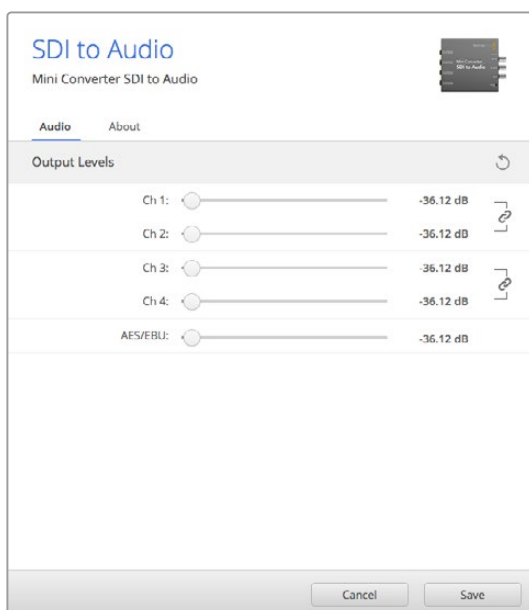 SDI to Audio
Mini Converter SDI to Audio
Audio About
Output Levels
Ch 1: -36.12 dB
Ch 2: -36.12 dB
Ch 3: -36.12 dB
Ch 4: -36.12 dB
AES/EBU: -36.12 dB
Cancel Save